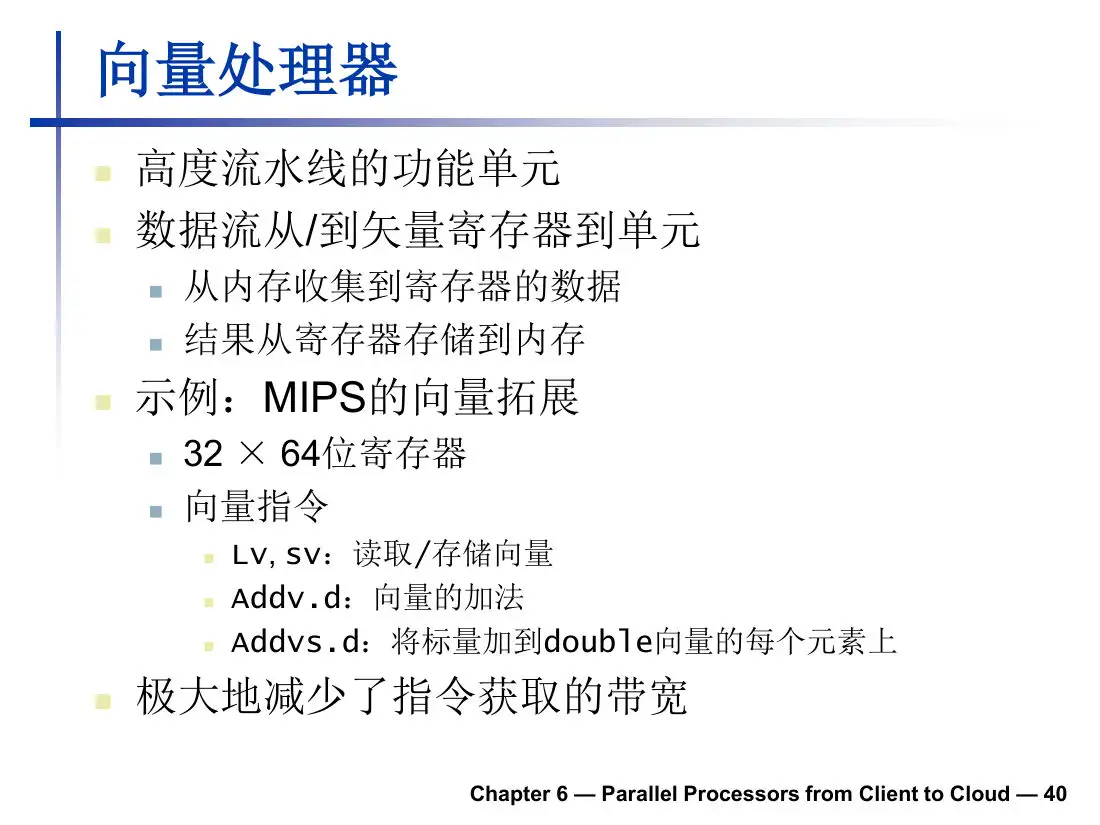 向量处理器
高度流水线的功能单元
数据流从/到矢量寄存器到单元
从内存收集到寄存器的数据
结果从寄存器存储到内存
示例：MIPS的向量拓展
32 × 64位寄存器
向量指令
Lv, sv：读取/存储向量
Addv.d：向量的加法
Addvs.d：将标量加到double向量的每个元素上
极大地减少了指令获取的带宽
Chapter 6 — Parallel Processors from Client to Cloud — 40